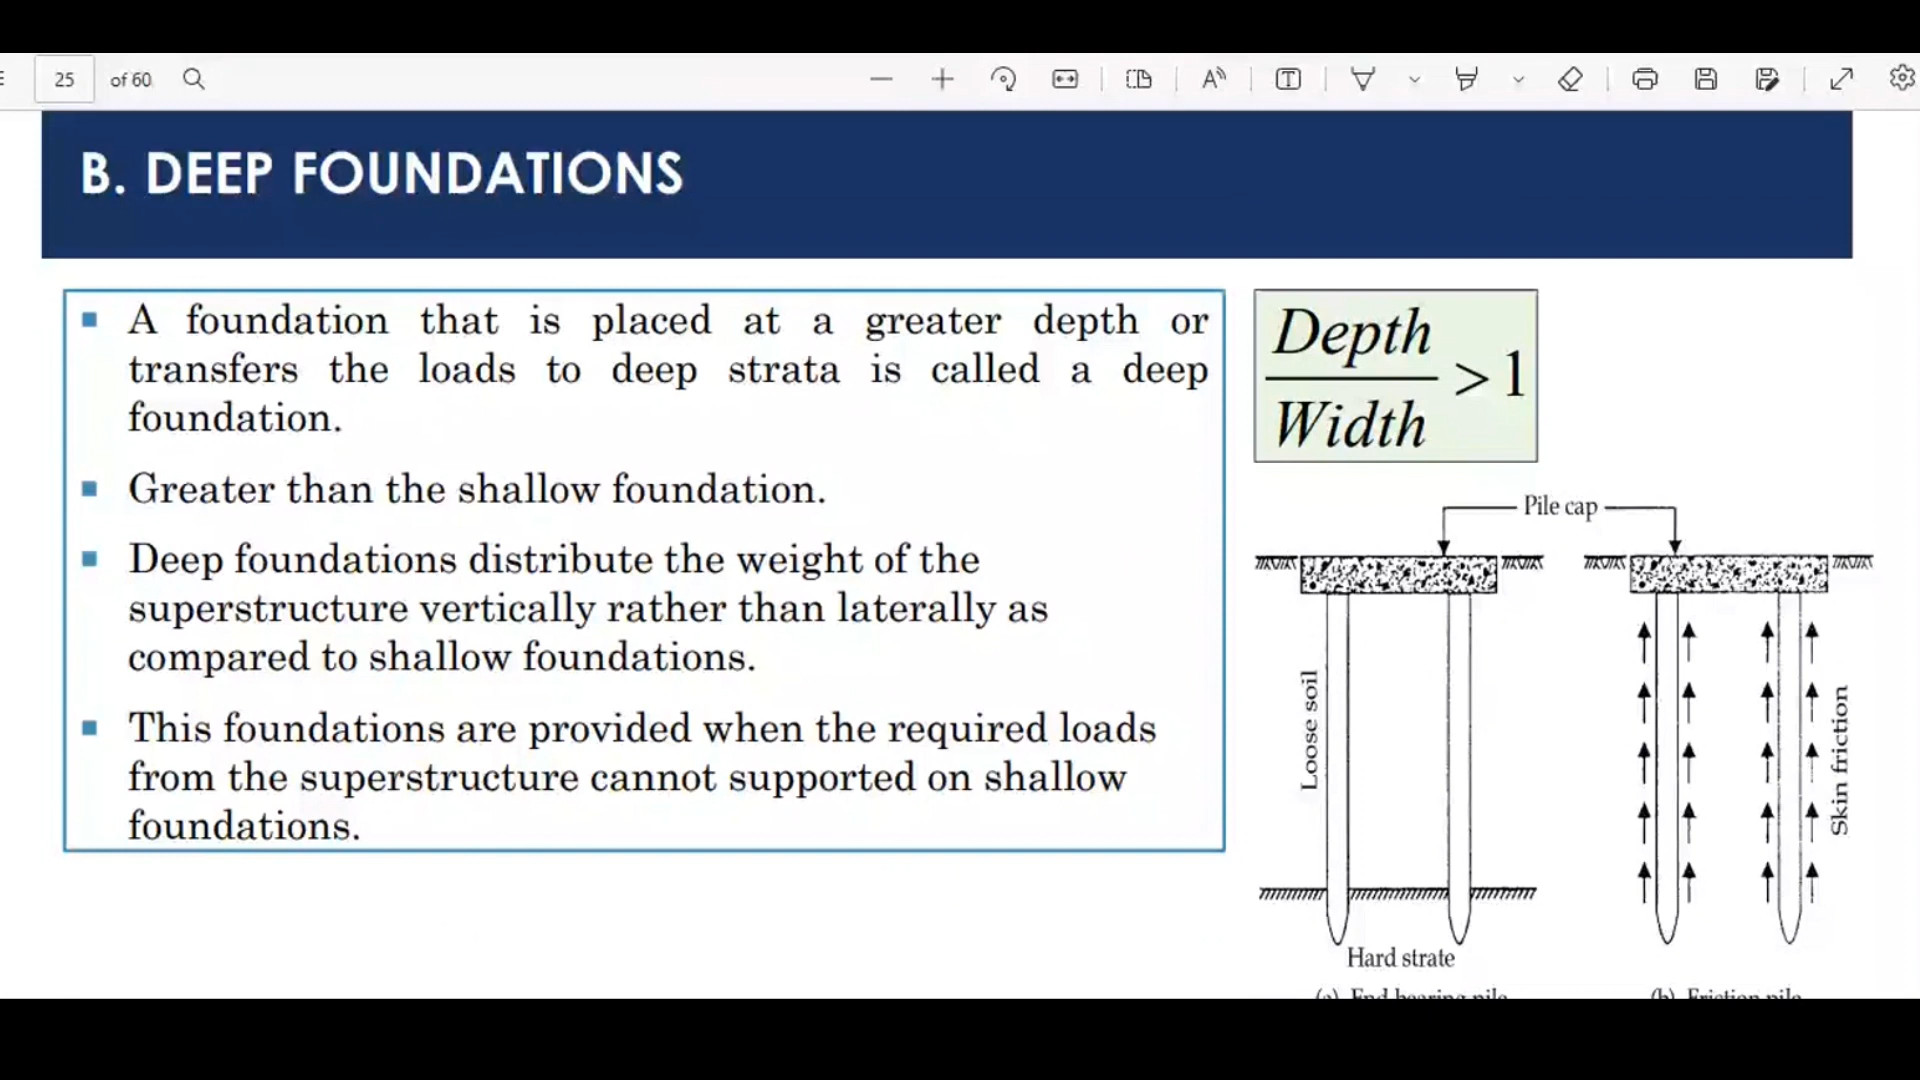 25 of 60
B. DEEP FOUNDATIONS
A foundation that is placed at a greater depth or
transfers the loads to deep strata is called a deep
foundation.
Greater than the shallow foundation.
Deep foundations distribute the weight of the
superstructure vertically rather than laterally as
compared to shallow foundations.
This foundations are provided when the required loads
from the superstructure cannot supported on shallow
foundations.
Depth
Width
> 1
Pile cap
Loose soil
Skin friction
Hard strate
(a) End bearing pile
(b) Friction pile